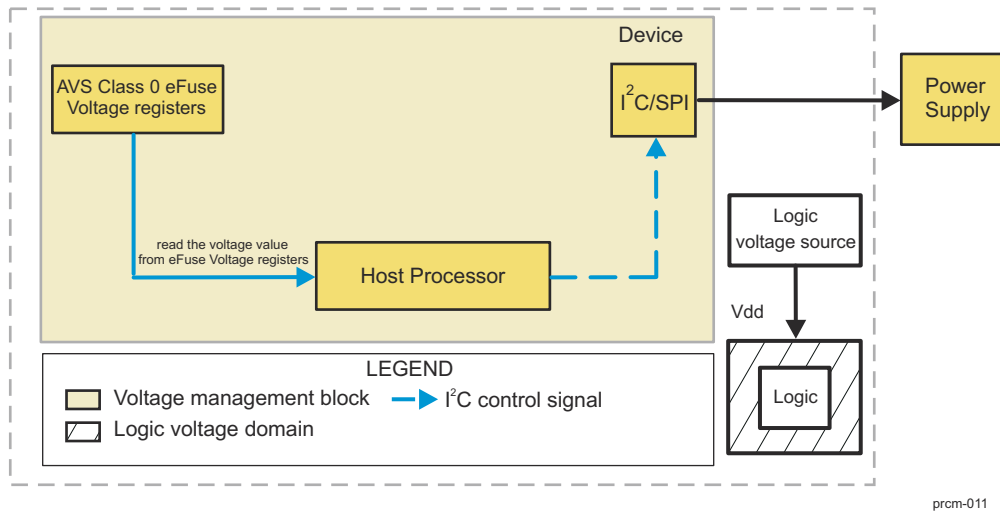 Device
AVS Class 0 eFuse
Voltage registers
I²C/SPI
Power
Supply
read the voltage value
from eFuse Voltage registers
Host Processor
Logic
voltage source
Vdd
Logic
LEGEND
Voltage management block
I²C control signal
Logic voltage domain
prcm-011